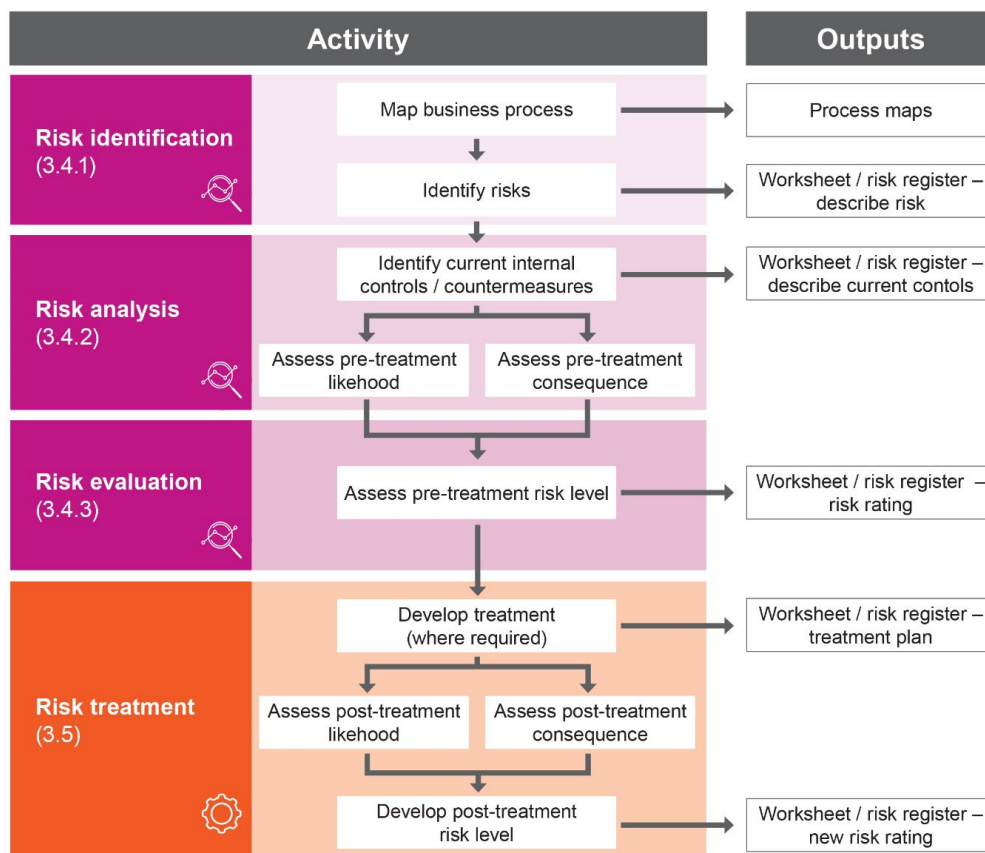 Activity
Outputs
Risk identification
(3.4.1)
Map business process
Process maps
Identify risks
Worksheet / risk register –
describe risk
Risk analysis
(3.4.2)
Identify current internal
controls / countermeasures
Worksheet / risk register –
describe current contols
Assess pre-treatment
likehood
Assess pre-treatment
consequence
Risk evaluation
(3.4.3)
Assess pre-treatment risk level
Worksheet / risk register –
risk rating
Risk treatment
(3.5)
Develop treatment
(where required)
Worksheet / risk register –
treatment plan
Assess post-treatment
likehood
Assess post-treatment
consequence
Develop post-treatment
risk level
Worksheet / risk register –
new risk rating